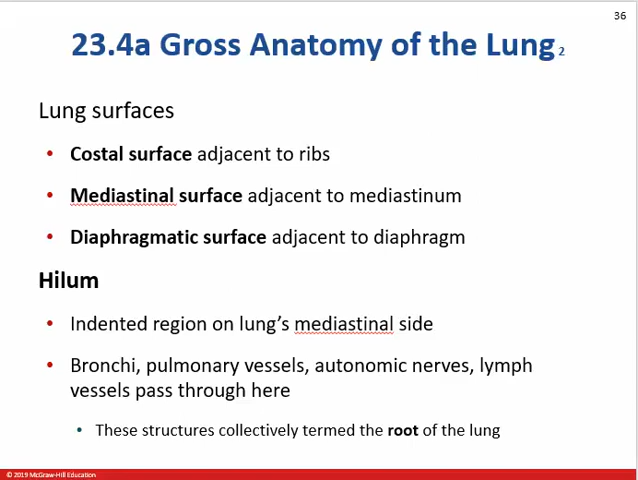 36
23.4a Gross Anatomy of the Lung 2
Lung surfaces
• Costal surface adjacent to ribs
• Mediastinal surface adjacent to mediastinum
• Diaphragmatic surface adjacent to diaphragm
Hilum
• Indented region on lung’s mediastinal side
• Bronchi, pulmonary vessels, autonomic nerves, lymph
vessels pass through here
• These structures collectively termed the root of the lung
© 2019 McGraw-Hill Education